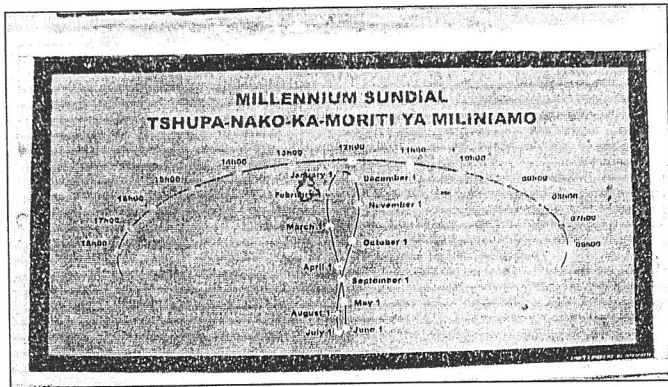 MILLENNIUM SUNDIAL
TSHUPA-NAKO-KA-MORITI YA MILINIAMO
12h00
13h00 11h00
14h00 10h00
15h00 09h00
16h00 08h00
17h00 07h00
18h00 06h00
January 1 December 1
February 1
November 1
March 1
October 1
April 1
September 1
May 1
August 1
July 1 June 1